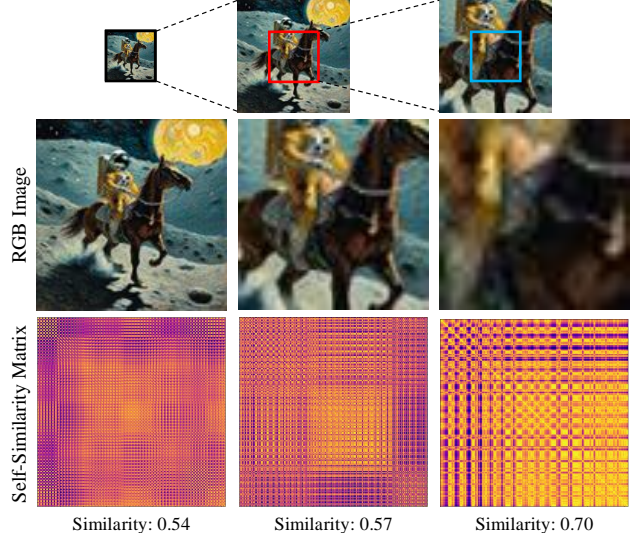 RGB Image
Self-Similarity Matrix
Similarity: 0.54
Similarity: 0.57
Similarity: 0.70